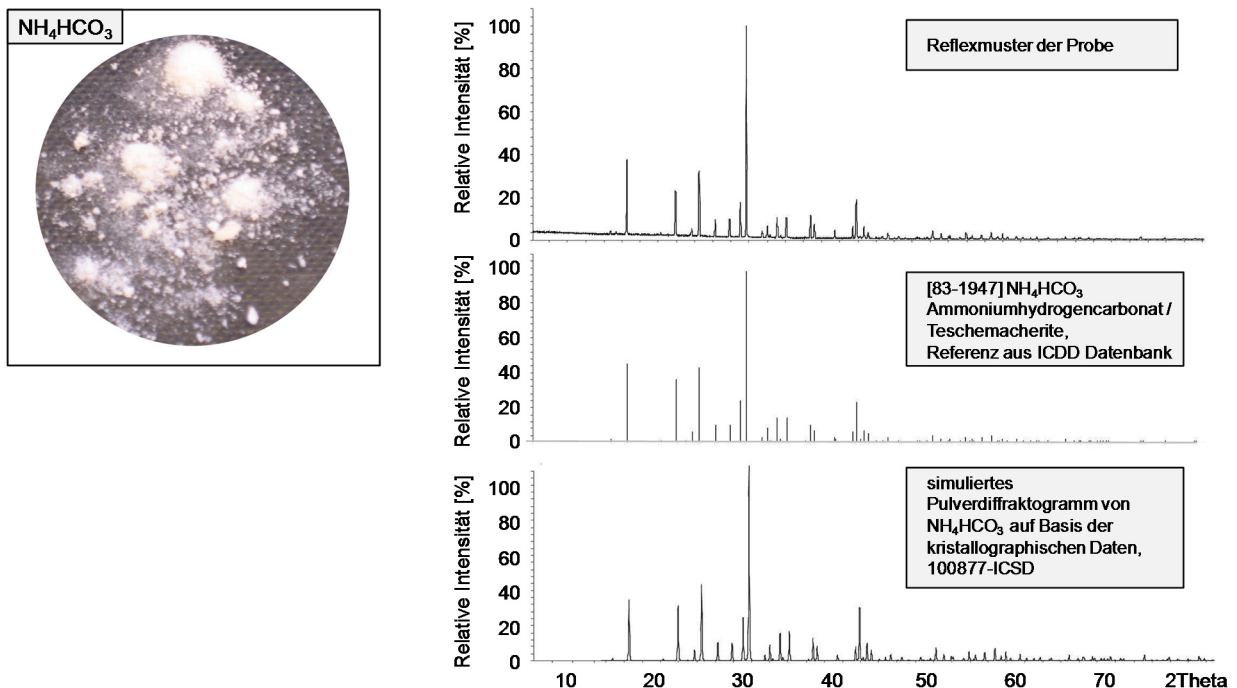 NH₄HCO₃
Relative Intensität [%]
100
80
60
40
20
0
Reflexmuster der Probe
Relative Intensität [%]
100
80
60
40
20
0
[83-1947] NH₄HCO₃
Ammoniumhydrogencarbonat /
Teschemacherite,
Referenz aus ICDD Datenbank
Relative Intensität [%]
100
80
60
40
20
0
simuliertes
Pulverdiffraktogramm von
NH₄HCO₃ auf Basis der
kristallographischen Daten,
100877-ICSD
10 20 30 40 50 60 70 2Theta